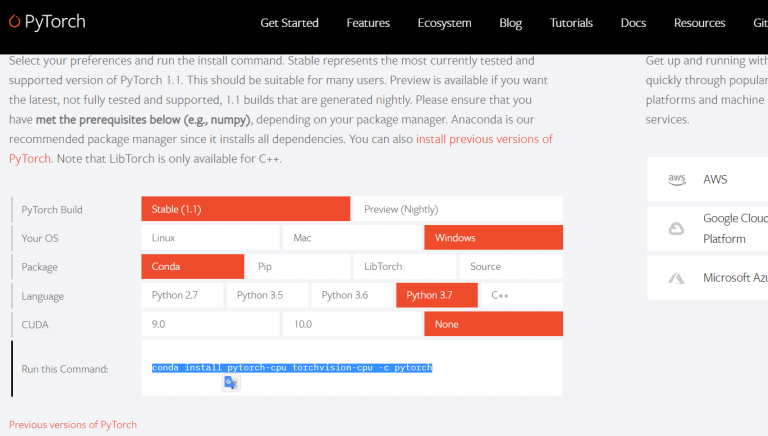 PyTorch
Get Started Features Ecosystem Blog Tutorials Docs Resources Git
Select your preferences and run the install command. Stable represents the most currently tested and
supported version of PyTorch 1.1. This should be suitable for many users. Preview is available if you want
the latest, not fully tested and supported, 1.1 builds that are generated nightly. Please ensure that you
have met the prerequisites below (e.g., numpy), depending on your package manager. Anaconda is our
recommended package manager since it installs all dependencies. You can also install previous versions of
PyTorch. Note that LibTorch is only available for C++.
Get up and running with
quickly through popular
platforms and machine
services.
PyTorch Build Stable (1.1) Preview (Nightly)
Your OS Linux Mac Windows
Package Conda Pip LibTorch Source
Language Python 2.7 Python 3.5 Python 3.6 Python 3.7 C++
CUDA 9.0 10.0 None
Run this Command: conda install pytorch-cpu torchvision-cpu -c pytorch
Previous versions of PyTorch
aws AWS
Google Cloud
Platform
Microsoft Azu